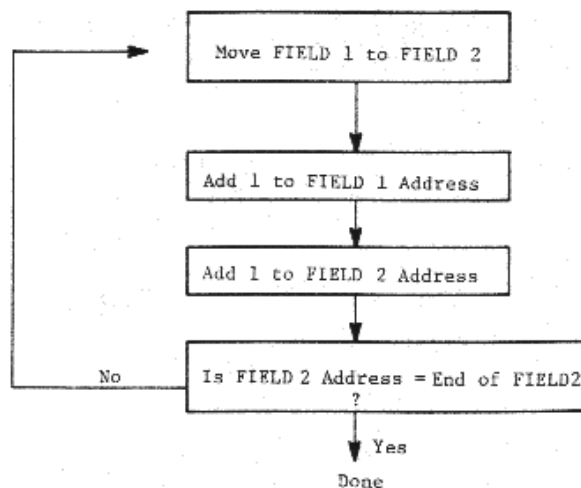 Move FIELD 1 to FIELD 2
Add 1 to FIELD 1 Address
Add 1 to FIELD 2 Address
Is FIELD 2 Address = End of FIELD2
?
No
Yes
Done